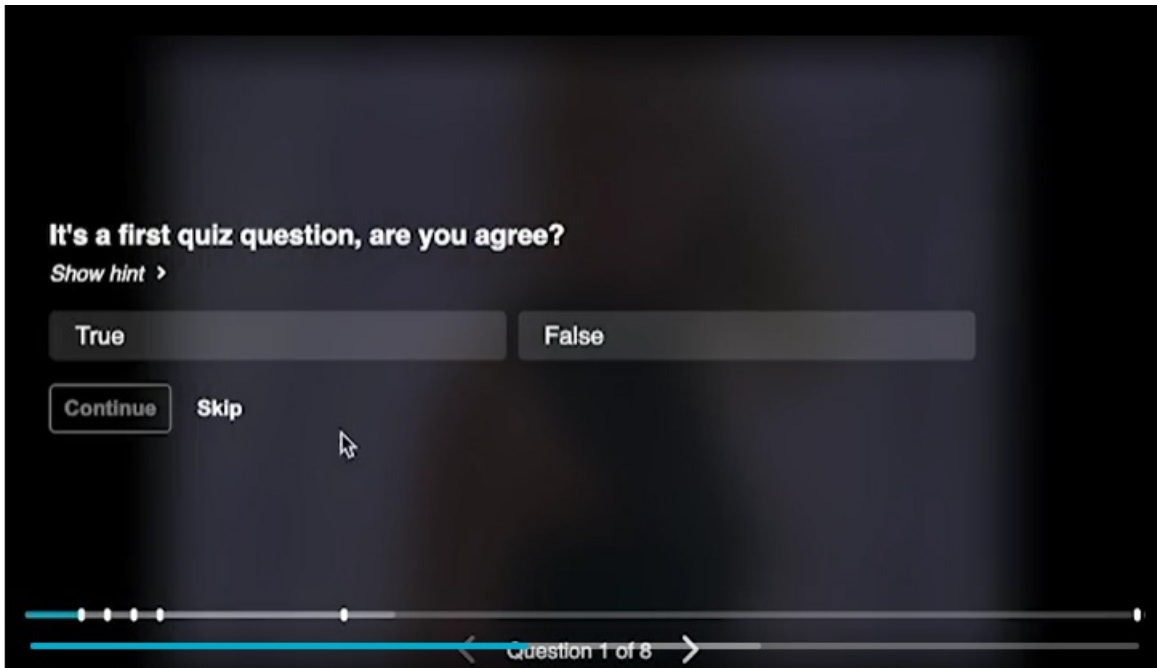 It's a first quiz question, are you agree?
Show hint
True
False
Continue Skip
Question 1 of 8